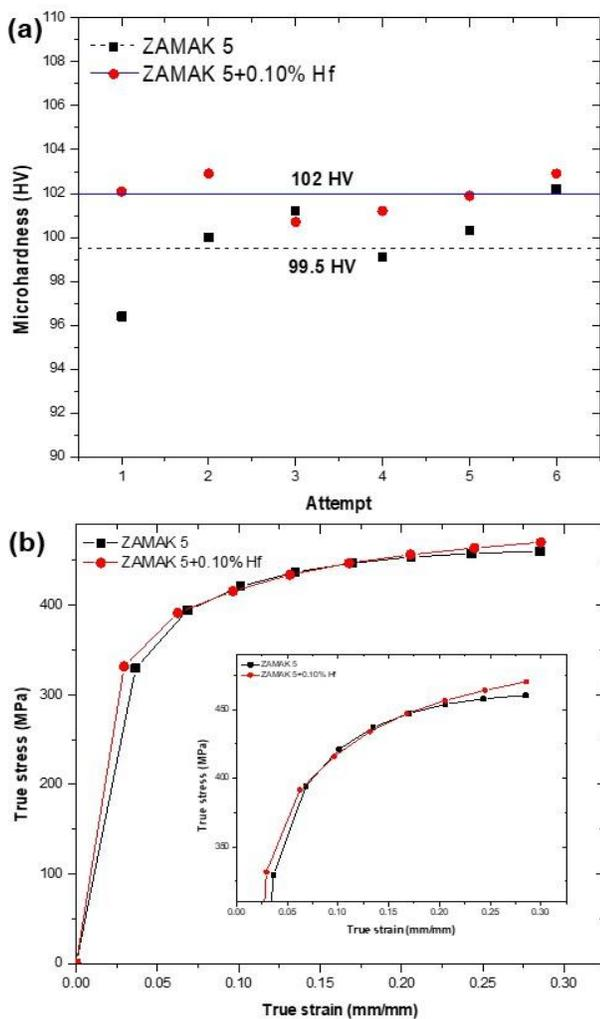 (a)
ZAMAK 5
ZAMAK 5+0.10% Hf
110
108
106
104
102
100
98
96
94
92
90
102 HV
99.5 HV
Microhardness (HV)
1 2 3 4 5 6
Attempt
(b)
ZAMAK 5
ZAMAK 5+0.10% Hf
400
300
200
100
0
True stress (MPa)
ZAMAK 5
ZAMAK 5+0.10% Hf
450
400
350
True stress (MPa)
0.00 0.05 0.10 0.15 0.20 0.25 0.30
True strain (mm/mm)
0.00 0.05 0.10 0.15 0.20 0.25 0.30
True strain (mm/mm)